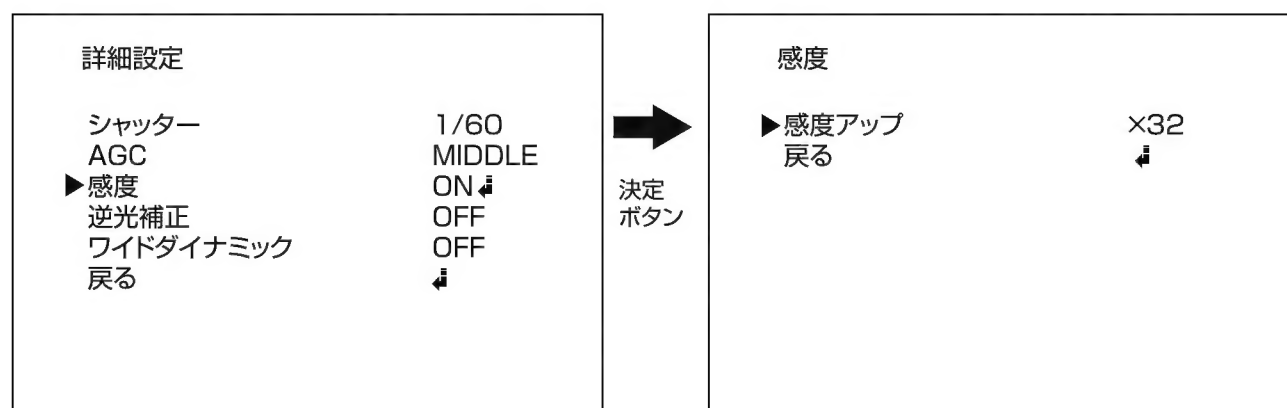 詳細設定
シャッター 1/60
AGC MIDDLE
▶感度 ON↲
逆光補正 OFF
ワイドダイナミック OFF
戻る ↲
決定
ボタン
感度
▶感度アップ ×32
戻る ↲